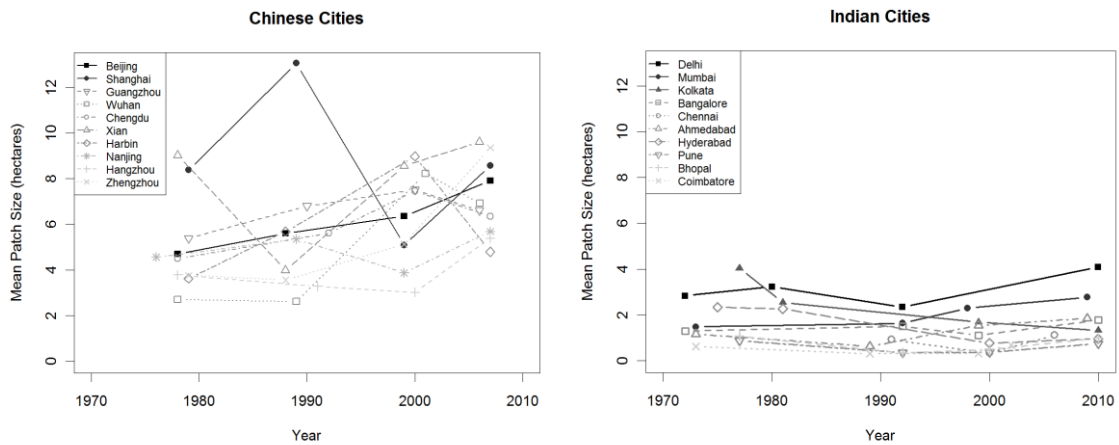 Chinese Cities
Mean Patch Size (hectares)
12
10
8
6
4
2
0
Beijing
Shanghai
Guangzhou
Wuhan
Chengdu
Xian
Harbin
Nanjing
Hangzhou
Zhengzhou
1970 1980 1990 2000 2010
Year
Indian Cities
Mean Patch Size (hectares)
12
10
8
6
4
2
0
Delhi
Mumbai
Kolkata
Bangalore
Chennai
Ahmedabad
Hyderabad
Pune
Bhopal
Coimbatore
1970 1980 1990 2000 2010
Year